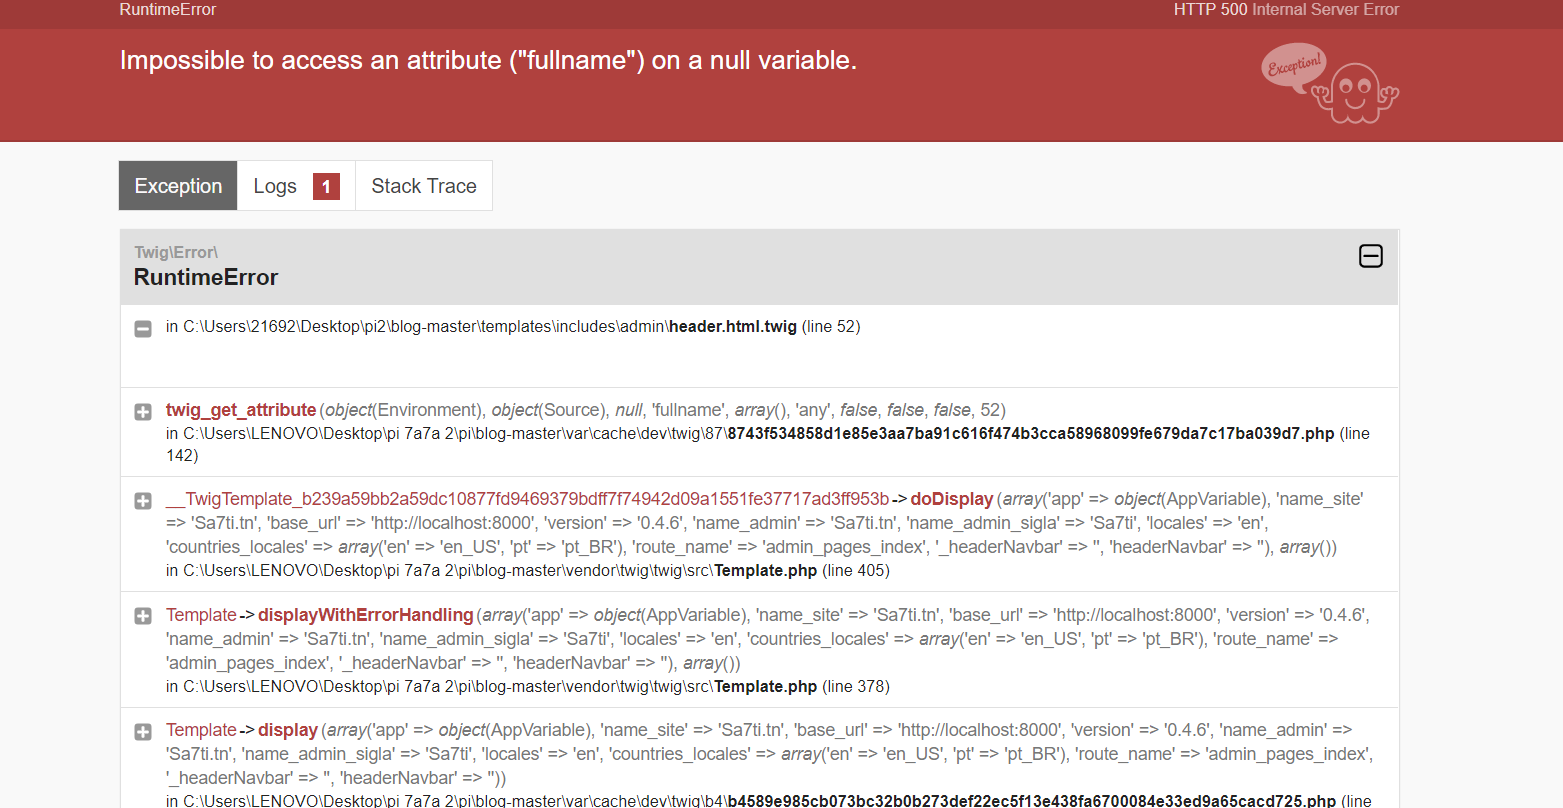 RuntimeError
HTTP 500 Internal Server Error
Impossible to access an attribute ("fullname") on a null variable.
Exception!
Exception
Logs 1
Stack Trace
Twig\Error\
RuntimeError
in C:\Users\21692\Desktop\pi2\blog-master\templates\includes\admin\header.html.twig (line 52)
twig_get_attribute(object(Environment), object(Source), null, 'fullname', array(), 'any', false, false, false, 52)
in C:\Users\LENOVO\Desktop\pi 7a7a 2\pi\blog-master\var\cache\dev\twig\87\8743f534858d1e85e3aa7ba91c616f474b3cca58968099fe679da7c17ba039d7.php (line
142)
__TwigTemplate_b239a59bb2a59dc10877fd9469379bdff7f74942d09a1551fe37717ad3ff953b->doDisplay(array('app' => object(AppVariable), 'name_site'
=> 'Sa7ti.tn', 'base_url' => 'http://localhost:8000', 'version' => '0.4.6', 'name_admin' => 'Sa7ti.tn', 'name_admin_sigla' => 'Sa7ti', 'locales' => 'en',
'countries_locales' => array('en' => 'en_US', 'pt' => 'pt_BR'), 'route_name' => 'admin_pages_index', '_headerNavbar' => '', 'headerNavbar' => ''), array())
in C:\Users\LENOVO\Desktop\pi 7a7a 2\pi\blog-master\vendor\twig\twig\src\Template.php (line 405)
Template->displayWithErrorHandling(array('app' => object(AppVariable), 'name_site' => 'Sa7ti.tn', 'base_url' => 'http://localhost:8000', 'version' => '0.4.6',
'name_admin' => 'Sa7ti.tn', 'name_admin_sigla' => 'Sa7ti', 'locales' => 'en', 'countries_locales' => array('en' => 'en_US', 'pt' => 'pt_BR'), 'route_name' =>
'admin_pages_index', '_headerNavbar' => '', 'headerNavbar' => ''), array())
in C:\Users\LENOVO\Desktop\pi 7a7a 2\pi\blog-master\vendor\twig\twig\src\Template.php (line 378)
Template->display(array('app' => object(AppVariable), 'name_site' => 'Sa7ti.tn', 'base_url' => 'http://localhost:8000', 'version' => '0.4.6', 'name_admin' =>
'Sa7ti.tn', 'name_admin_sigla' => 'Sa7ti', 'locales' => 'en', 'countries_locales' => array('en' => 'en_US', 'pt' => 'pt_BR'), 'route_name' => 'admin_pages_index',
'_headerNavbar' => '', 'headerNavbar' => ''))
in C:\Users\LENOVO\Desktop\pi 7a7a 2\pi\blog-master\var\cache\dev\twig\b4\b4589e985cb073bc32b0b273def22ec5f13e438fa6700084e33ed9a65cacd725.php (line